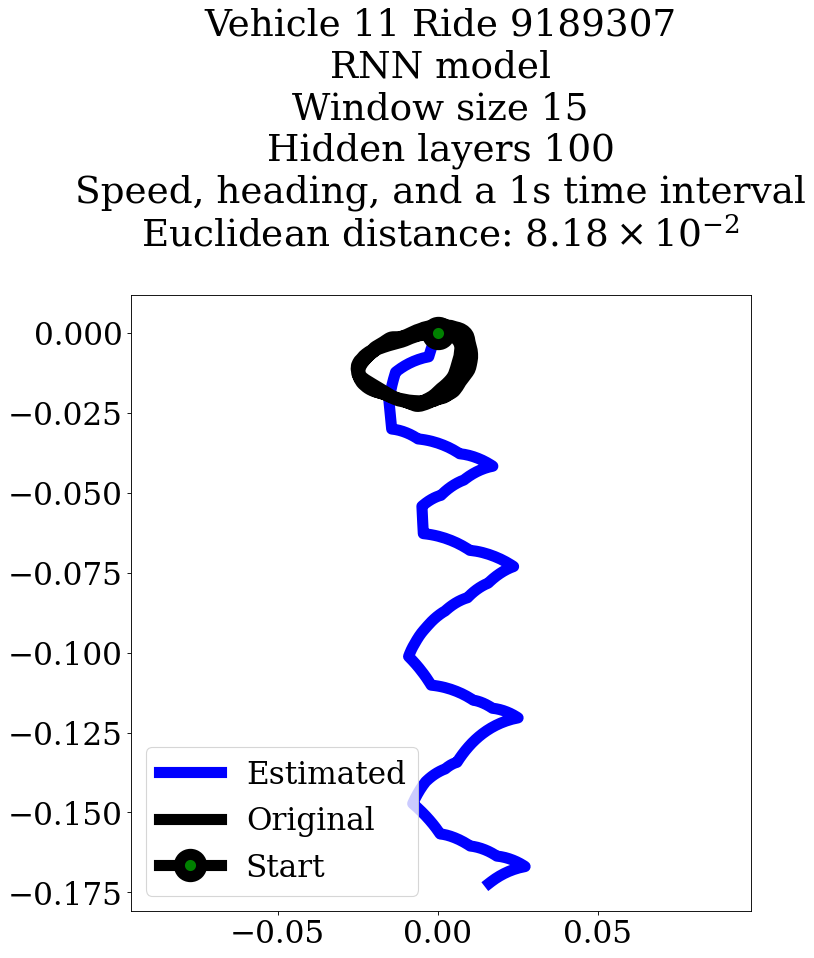 Vehicle 11 Ride 9189307
RNN model
Window size 15
Hidden layers 100
Speed, heading, and a 1s time interval
Euclidean distance: 8.18 × 10⁻²
0.000
−0.025
−0.050
−0.075
−0.100
−0.125
−0.150
−0.175
Estimated
Original
Start
−0.05
0.00
0.05